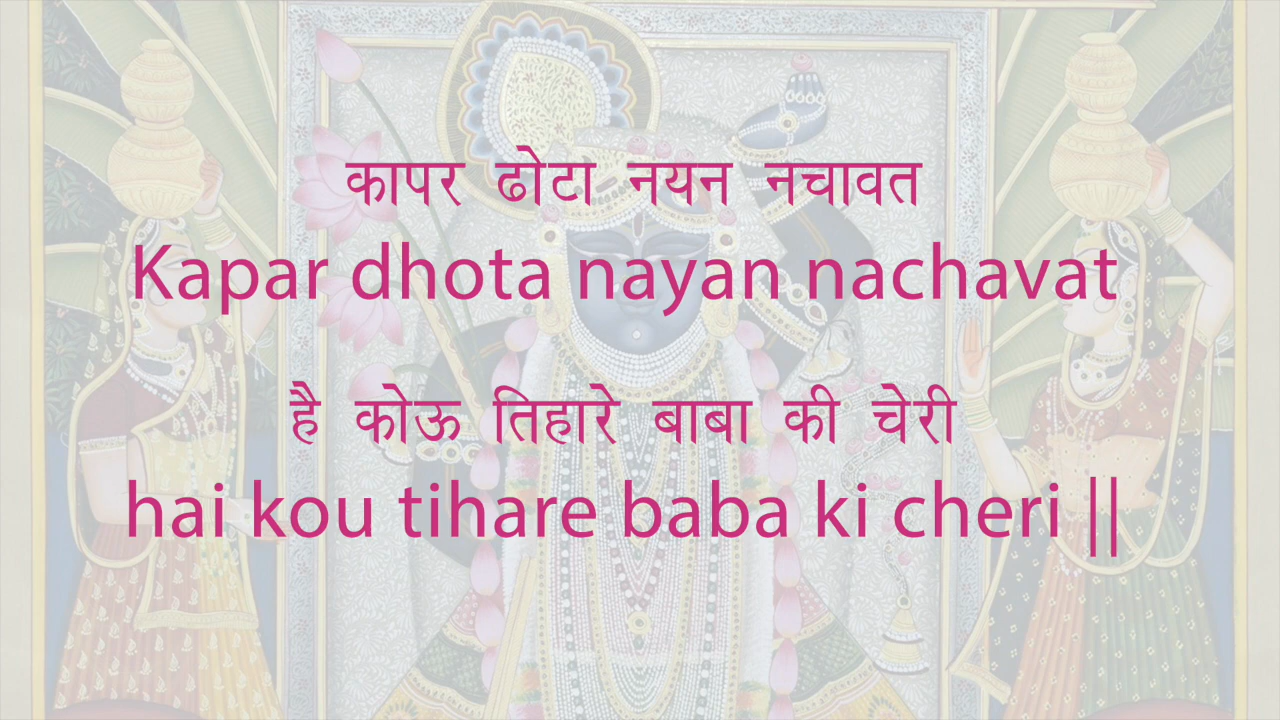 कापर ढोटा नयन नचावत
Kapar dhota nayan nachavat
है कोऊ तिहारे बाबा की चेरी
hai kou tihare baba ki cheri ||